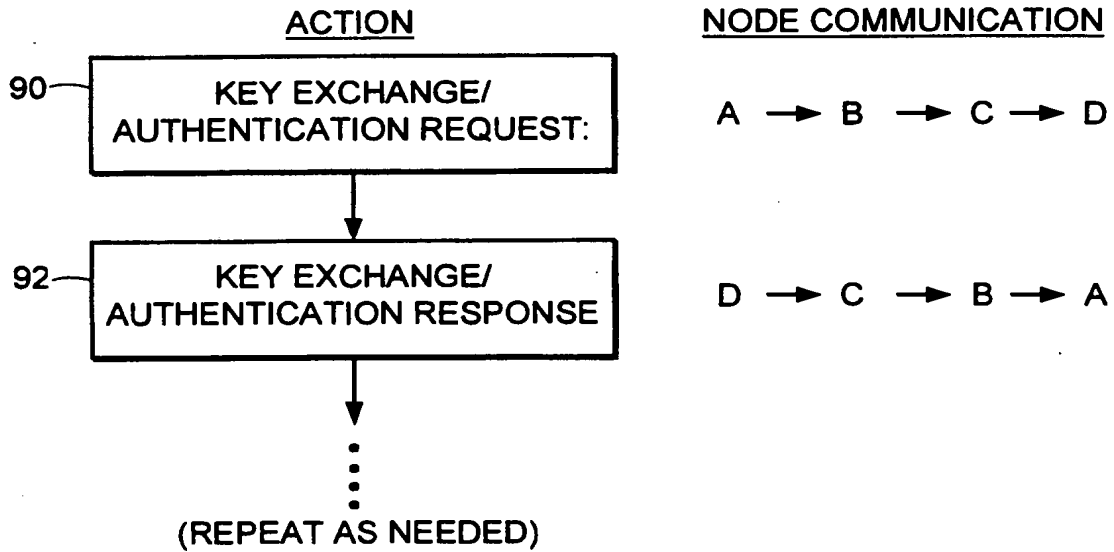 ACTION
NODE COMMUNICATION
90
KEY EXCHANGE/
AUTHENTICATION REQUEST:
A → B → C → D
92
KEY EXCHANGE/
AUTHENTICATION RESPONSE
D → C → B → A
(REPEAT AS NEEDED)